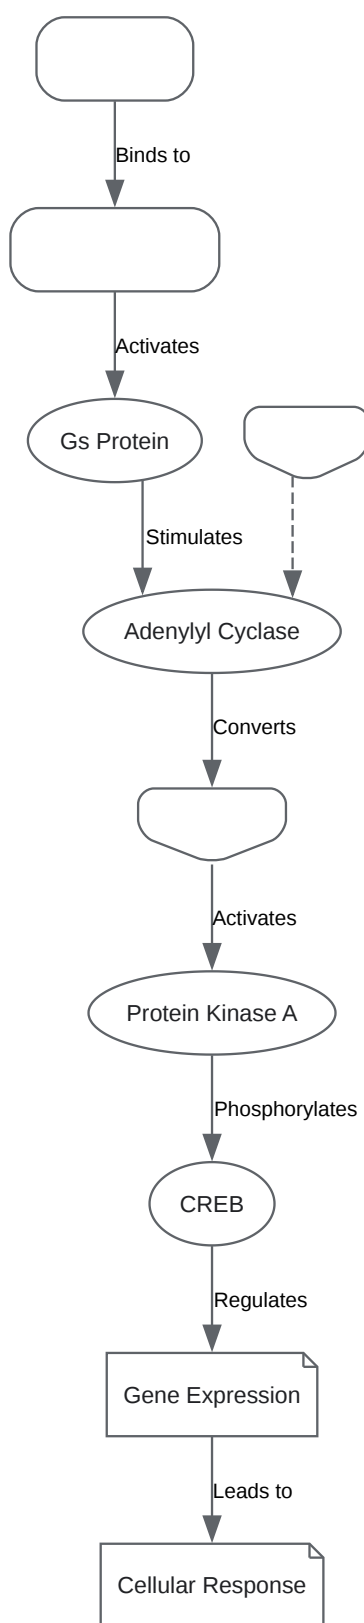 Binds to
Activates
Gs Protein
Stimulates
Adenylyl Cyclase
Converts
Activates
Protein Kinase A
Phosphorylates
CREB
Regulates
Gene Expression
Leads to
Cellular Response